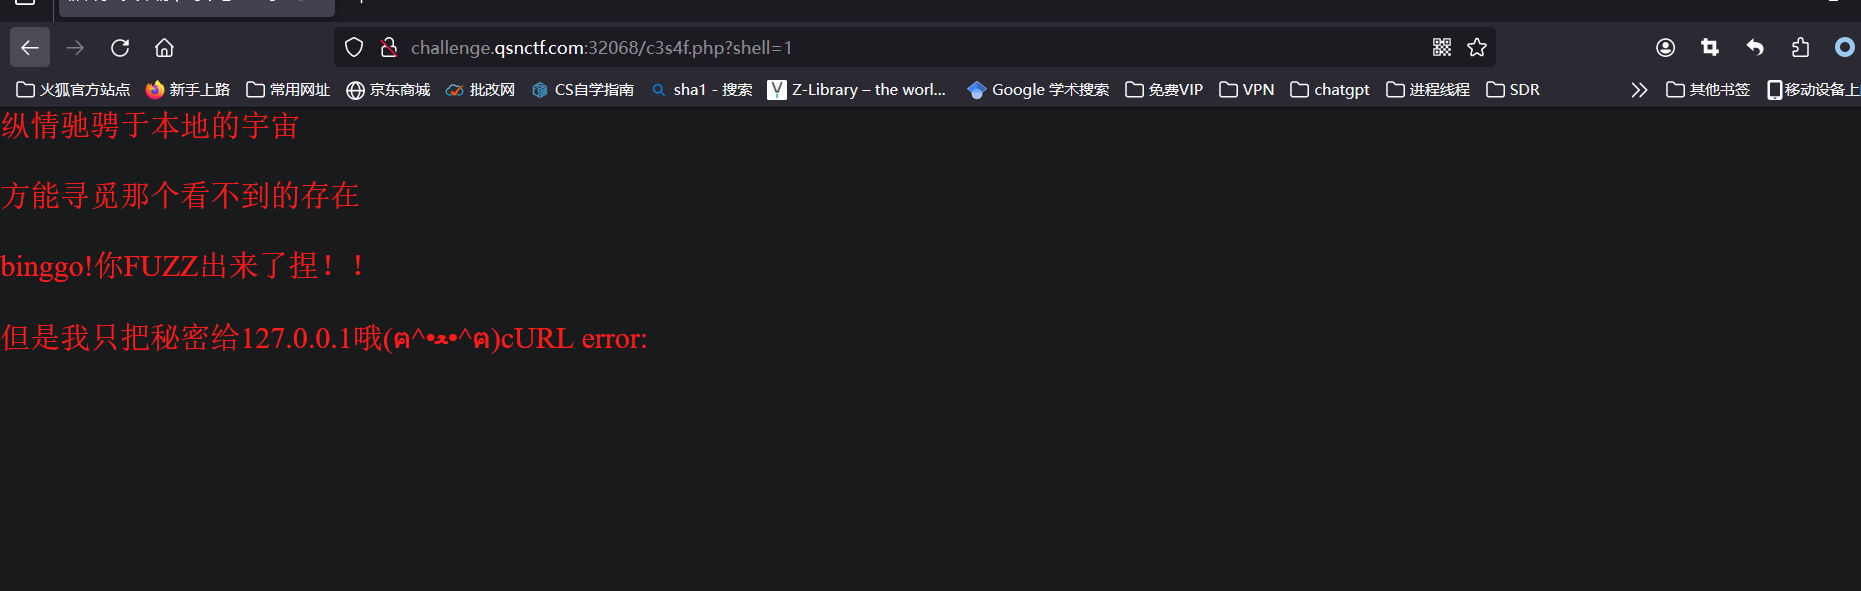 challenge.qsnctf.com:32068/c3s4f.php?shell=1
火狐官方站点 新手上路 常用网址 京东商城 批改网 CS自学指南 sha1 - 搜索 Z-Library – the worl... Google 学术搜索 免费VIP VPN chatgpt 进程线程 SDR 其他书签 移动设备上
纵情驰骋于本地的宇宙
方能寻觅那个看不到的存在
binggo!你FUZZ出来了捏！！
但是我只把秘密给127.0.0.1哦(ฅ^•ﻌ•^ฅ)cURL error: